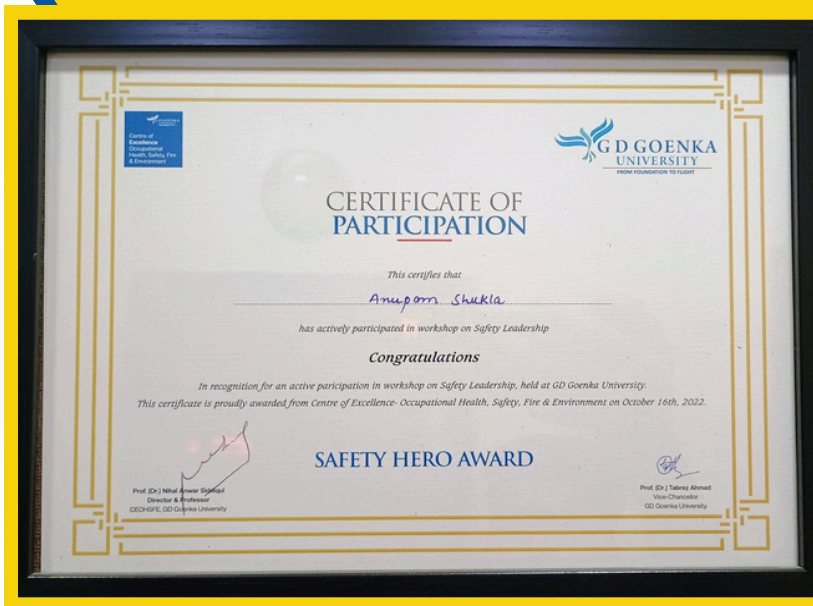 GD GOENKA
UNIVERSITY
Centre of
Excellence
Occupational
Health, Safety, Fire
& Environment
G D GOENKA
UNIVERSITY
FROM FOUNDATION TO FLIGHT
CERTIFICATE OF
PARTICIPATION
This certifies that
Anupam Shukla
has actively participated in workshop on Safety Leadership
Congratulations
In recognition for an active paricipation in workshop on Safety Leadership, held at GD Goenka University.
This certificate is proudly awarded from Centre of Excellence- Occupational Health, Safety, Fire & Environment on October 16th, 2022.
SAFETY HERO AWARD
Prof. (Dr.) Nihal Anwar Siddiqui
Director & Professor
CEOHSFE, GD Goenka University
Prof. (Dr.) Tabrez Ahmad
Vice-Chancellor
GD Goenka University